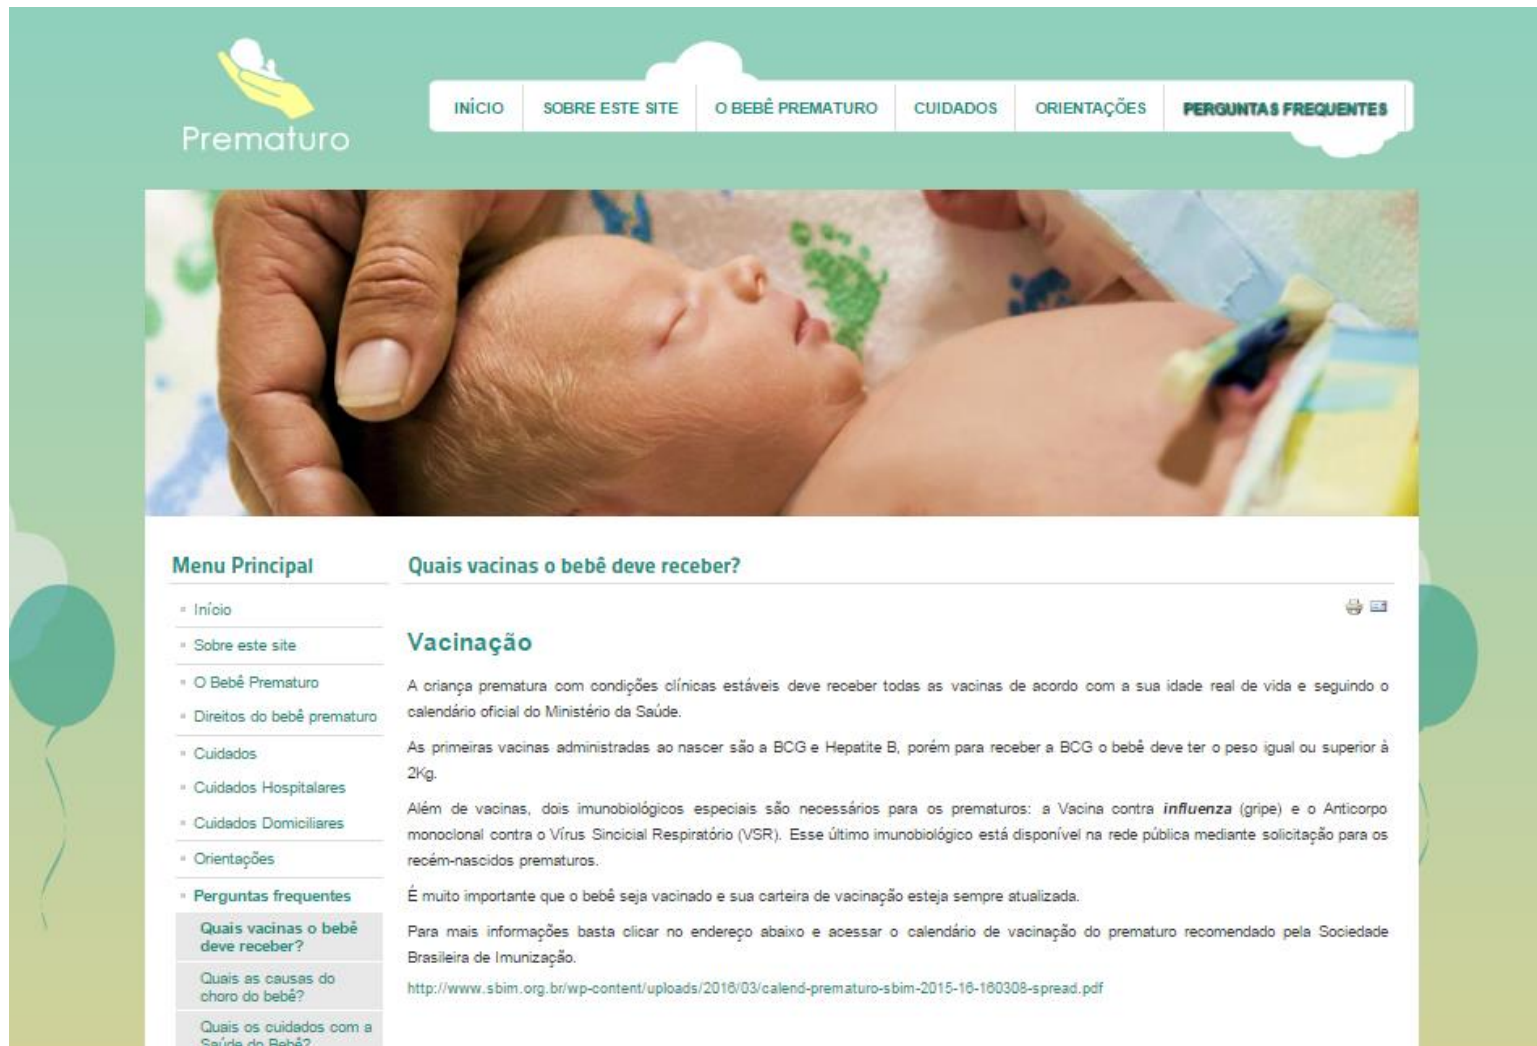 Prematuro
INÍCIO
SOBRE ESTE SITE
O BEBÊ PREMATURO
CUIDADOS
ORIENTAÇÕES
PERGUNTAS FREQUENTES
Menu Principal
Início
Sobre este site
O Bebê Prematuro
Direitos do bebê prematuro
Cuidados
Cuidados Hospitalares
Cuidados Domiciliares
Orientações
Perguntas frequentes
Quais vacinas o bebê
deve receber?
Quais as causas do
choro do bebê?
Quais os cuidados com a
Saúde do Bebê?
Quais vacinas o bebê deve receber?
Vacinação
A criança prematura com condições clínicas estáveis deve receber todas as vacinas de acordo com a sua idade real de vida e seguindo o
calendário oficial do Ministério da Saúde.
As primeiras vacinas administradas ao nascer são a BCG e Hepatite B, porém para receber a BCG o bebê deve ter o peso igual ou superior à
2Kg.
Além de vacinas, dois imunobiológicos especiais são necessários para os prematuros: a Vacina contra influenza (gripe) e o Anticorpo
monoclonal contra o Vírus Sincicial Respiratório (VSR). Esse último imunobiológico está disponível na rede pública mediante solicitação para os
recém-nascidos prematuros.
É muito importante que o bebê seja vacinado e sua carteira de vacinação esteja sempre atualizada.
Para mais informações basta clicar no endereço abaixo e acessar o calendário de vacinação do prematuro recomendado pela Sociedade
Brasileira de Imunização.
http://www.sbim.org.br/wp-content/uploads/2016/03/calend-prematuro-sbim-2015-16-160308-spread.pdf